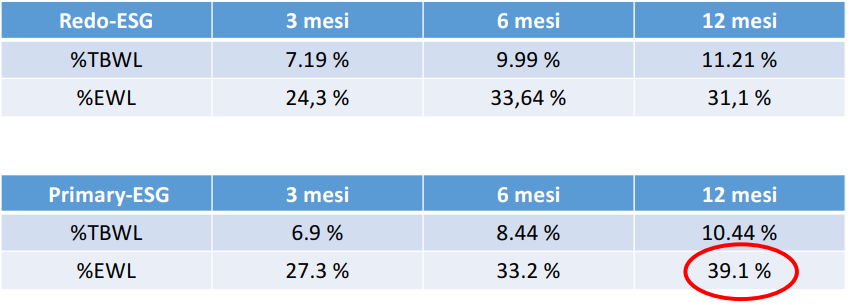 Redo-ESG 3 mesi 6 mesi 12 mesi
%TBWL 7.19 % 9.99 % 11.21 %
%EWL 24,3 % 33,64 % 31,1 %
Primary-ESG 3 mesi 6 mesi 12 mesi
%TBWL 6.9 % 8.44 % 10.44 %
%EWL 27.3 % 33.2 % 39.1 %